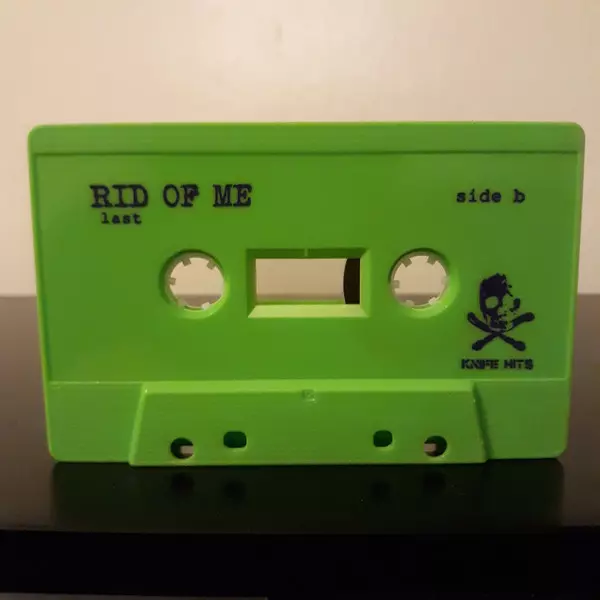 RID OF ME
last
side b
KNIFE HITS